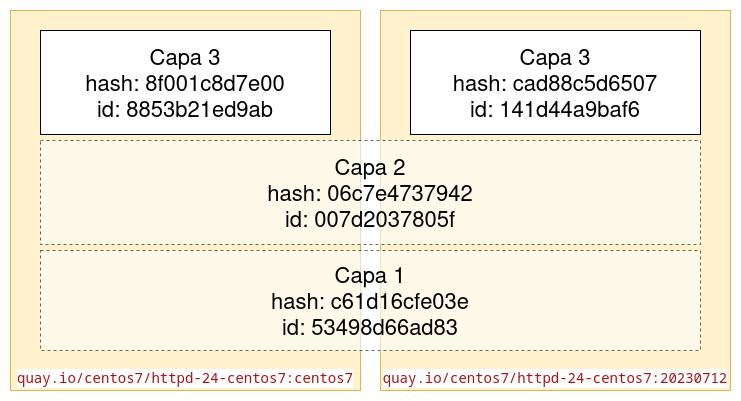 Capa 3
hash: 8f001c8d7e00
id: 8853b21ed9ab
Capa 3
hash: cad88c5d6507
id: 141d44a9baf6
Capa 2
hash: 06c7e4737942
id: 007d2037805f
Capa 1
hash: c61d16cfe03e
id: 53498d66ad83
quay.io/centos7/httpd-24-centos7:centos7
quay.io/centos7/httpd-24-centos7:20230712